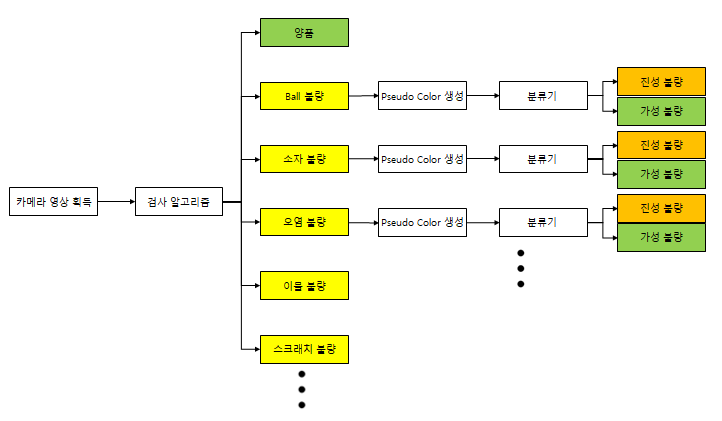 양품
Ball 불량
Pseudo Color 생성
분류기
진성 불량
가성 불량
소자 불량
Pseudo Color 생성
분류기
진성 불량
가성 불량
카메라 영상 획득
검사 알고리즘
오염 불량
Pseudo Color 생성
분류기
진성 불량
가성 불량
이물 불량
스크래치 불량